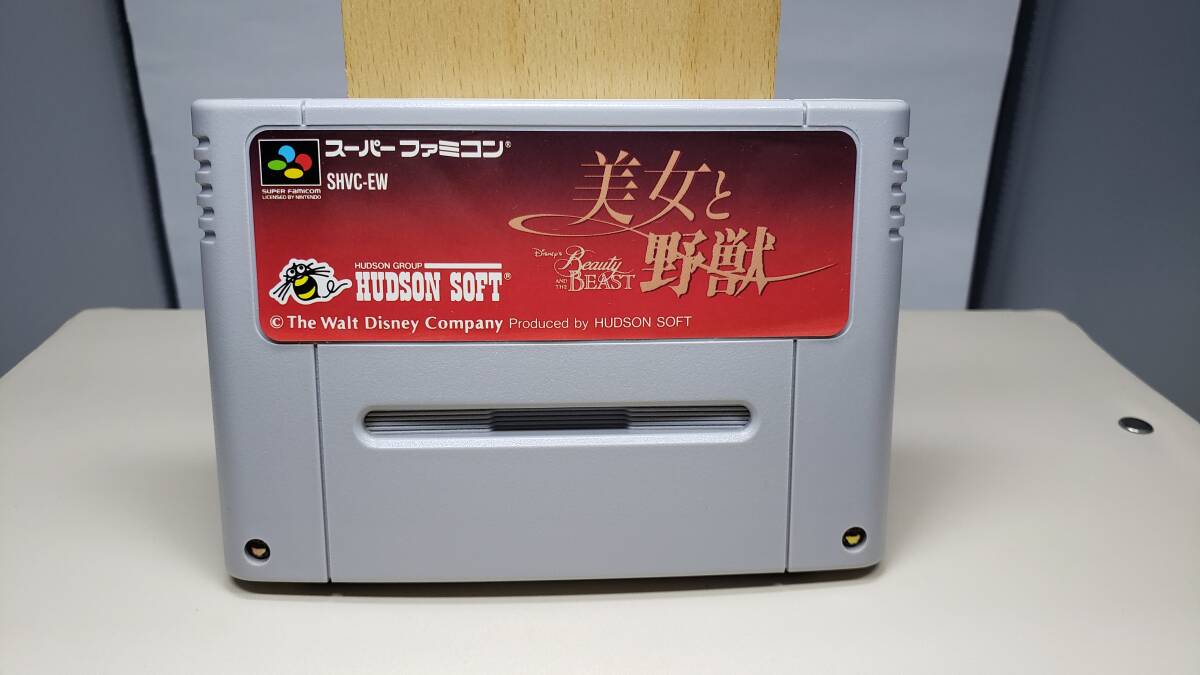 スーパーファミコン®
SHVC-EW
SUPER FAMICOM
LICENSED BY NINTENDO
美女と
野獣
Disney's
Beauty
AND THE
BEAST
HUDSON GROUP
HUDSON SOFT®
© The Walt Disney Company Produced by HUDSON SOFT